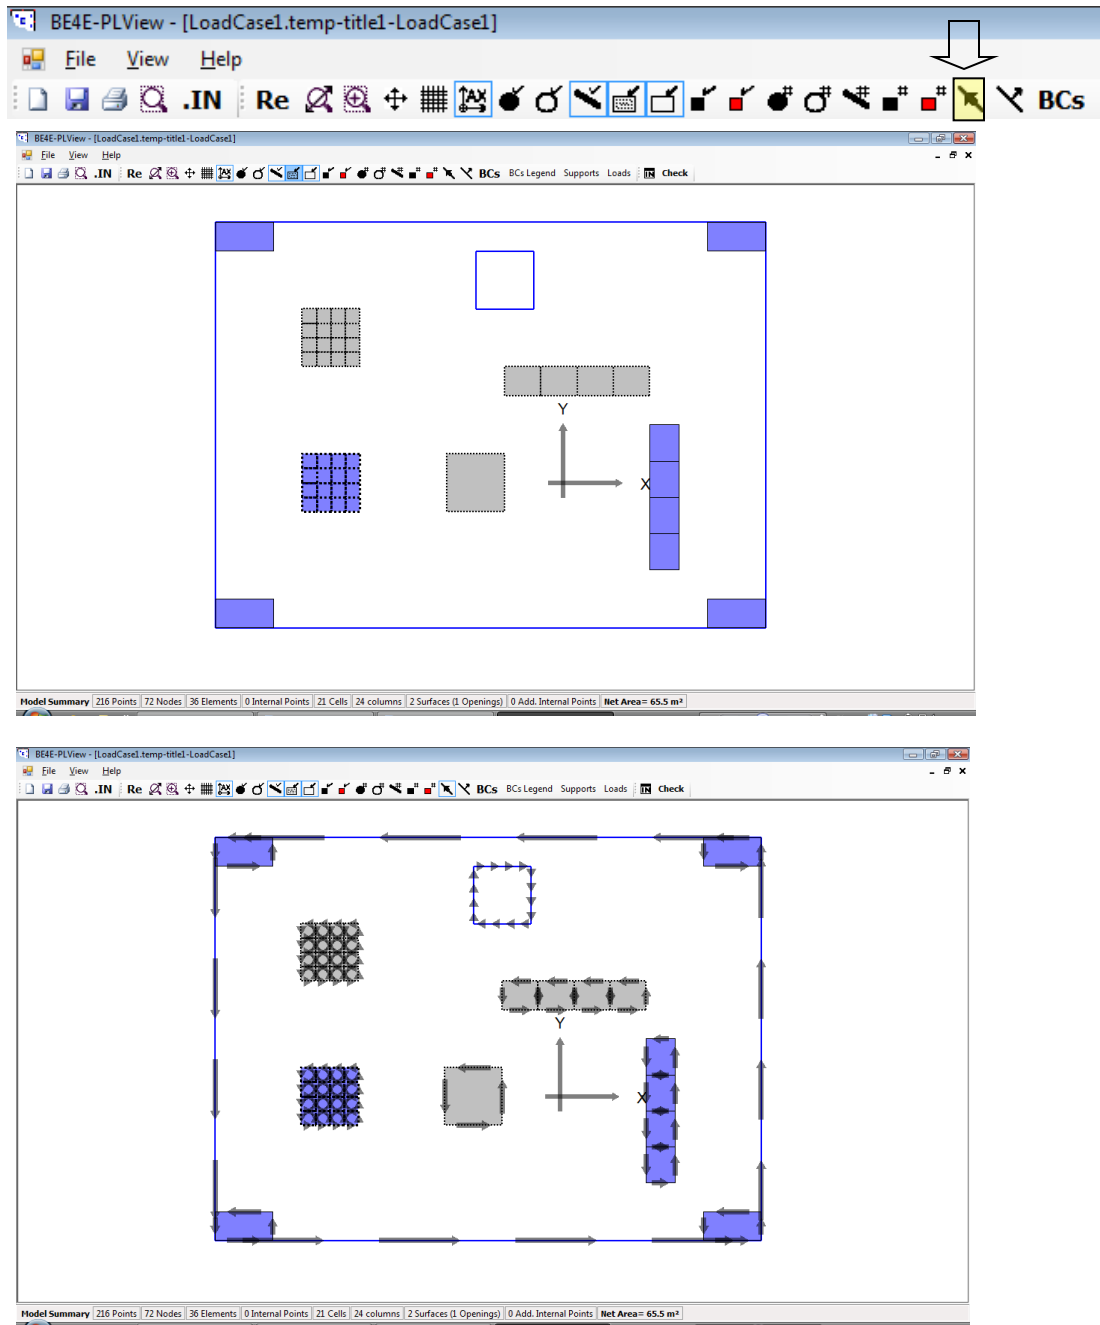 BE4E-PLView - [LoadCase1.temp-title1-LoadCase1]
File View Help
.IN Re AX BCs
BE4E-PLView - [LoadCase1.temp-title1-LoadCase1]
File View Help
.IN Re AX BCs BCs Legend Supports Loads IN Check
Y
X
Model Summary 216 Points 72 Nodes 36 Elements 0 Internal Points 21 Cells 24 columns 2 Surfaces (1 Openings) 0 Add. Internal Points Net Area= 65.5 m²
BE4E-PLView - [LoadCase1.temp-title1-LoadCase1]
File View Help
.IN Re AX BCs BCs Legend Supports Loads IN Check
Y
X
Model Summary 216 Points 72 Nodes 36 Elements 0 Internal Points 21 Cells 24 columns 2 Surfaces (1 Openings) 0 Add. Internal Points Net Area= 65.5 m²